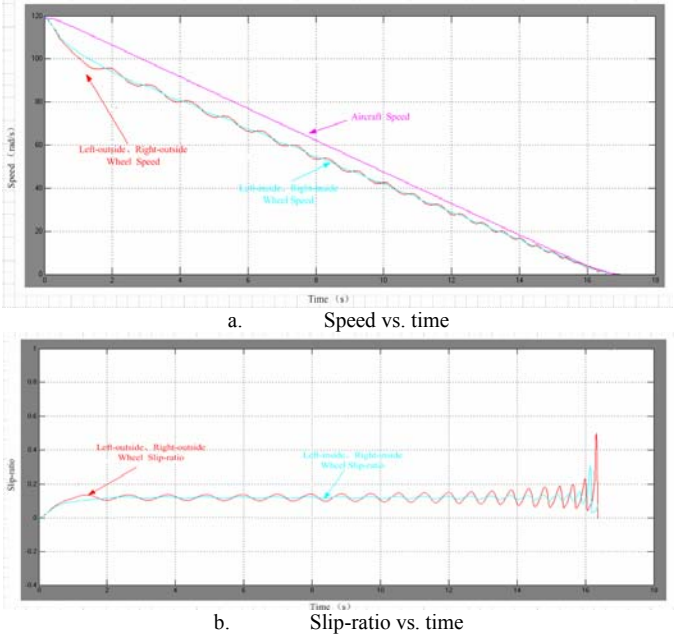 120
100
80
60
40
20
0
Speed (rad/s)
Aircraft Speed
Left-outside、Right-outside
Wheel Speed
Left-inside、Right-inside
Wheel Speed
0 2 4 6 8 10 12 14 16 18
Time (s)
a. Speed vs. time
1
0.8
0.6
0.4
0.2
0
-0.2
-0.4
Slip-ratio
Left-outside、Right-outside
Wheel Slip-ratio
Left-inside、Right-inside
Wheel Slip-ratio
0 2 4 6 8 10 12 14 16 18
Time (s)
b. Slip-ratio vs. time